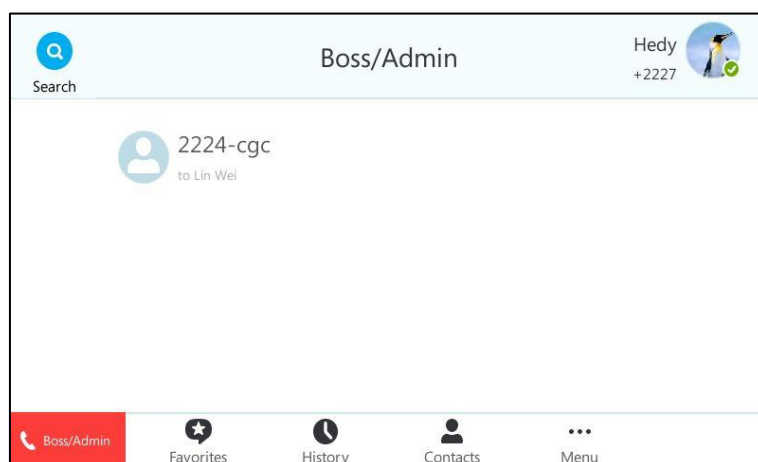 Boss/Admin
Hedy
+2227
Search
2224-cgc
to Lin Wei
Boss/Admin
Favorites
History
Contacts
Menu